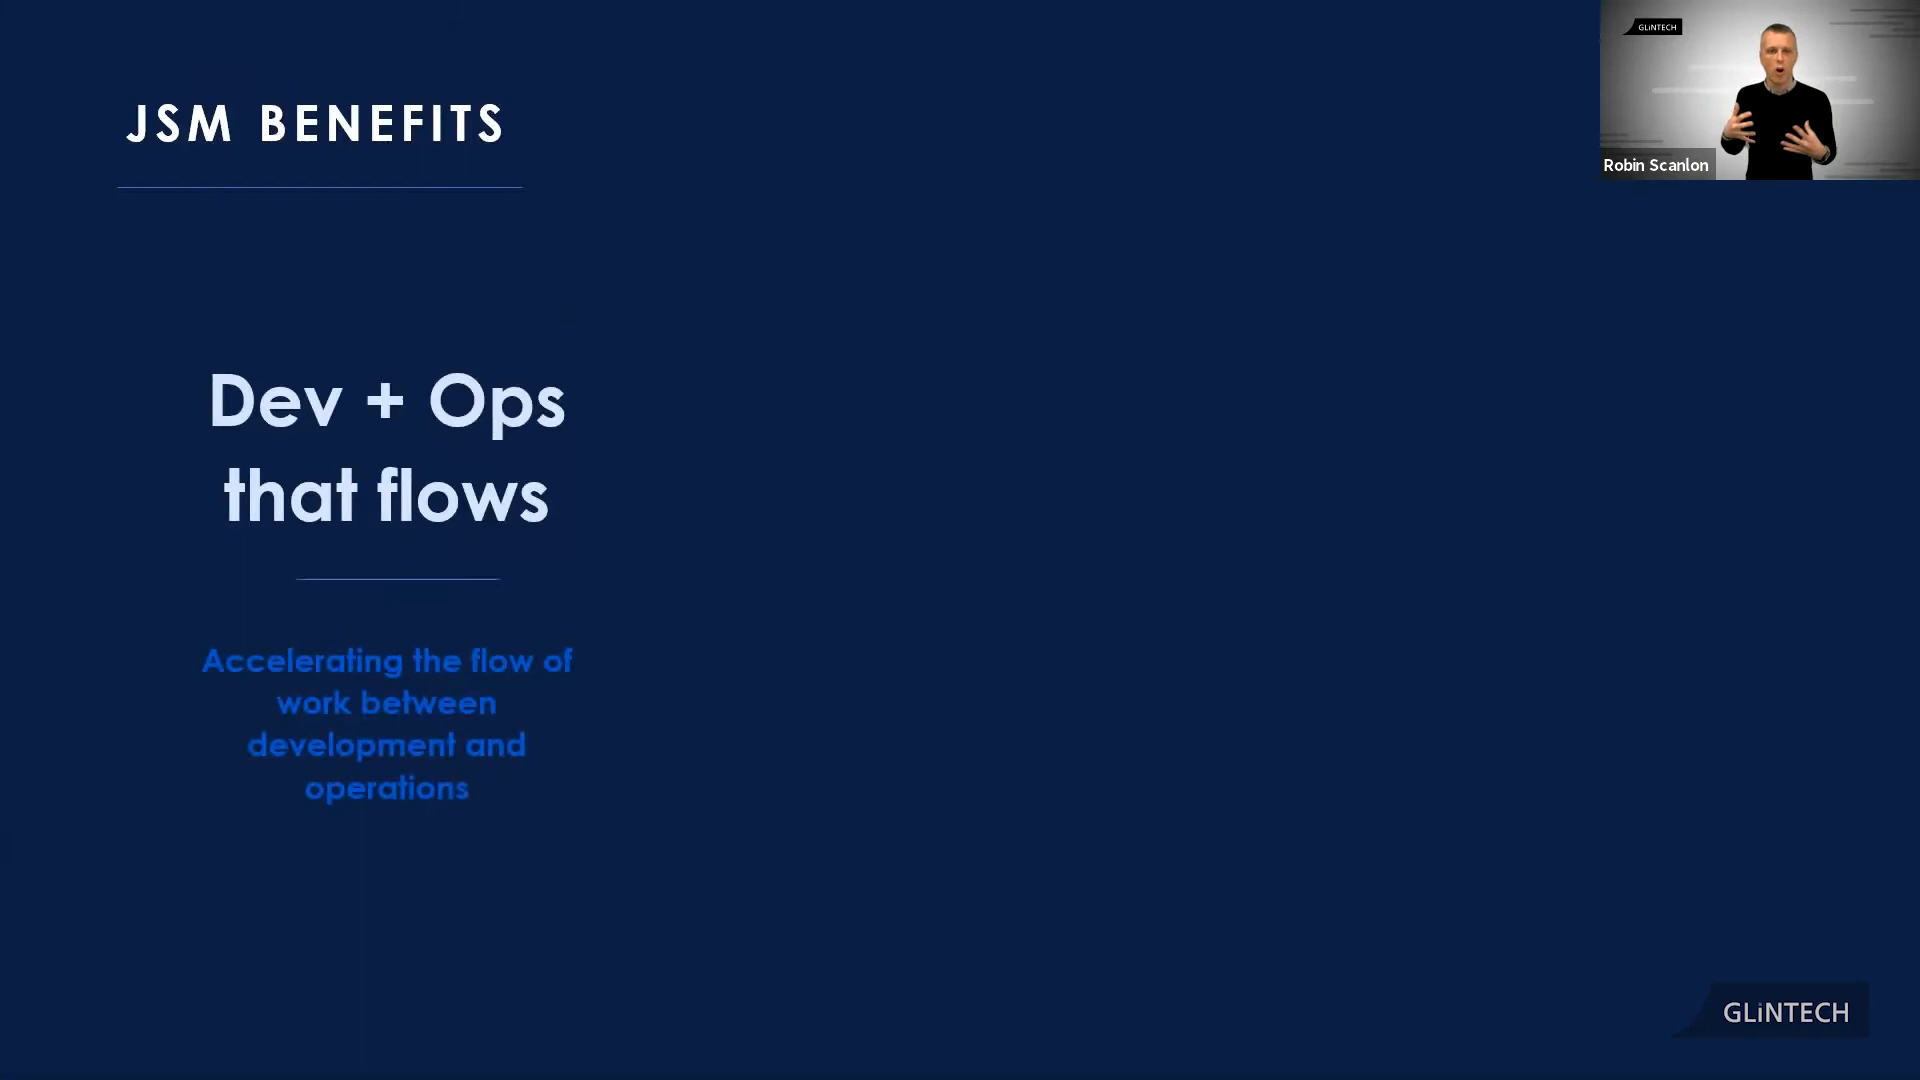 JSM BENEFITS
GLiNTECH
Robin Scanlon
Dev + Ops
that flows
Accelerating the flow of
work between
development and
operations
GLiNTECH